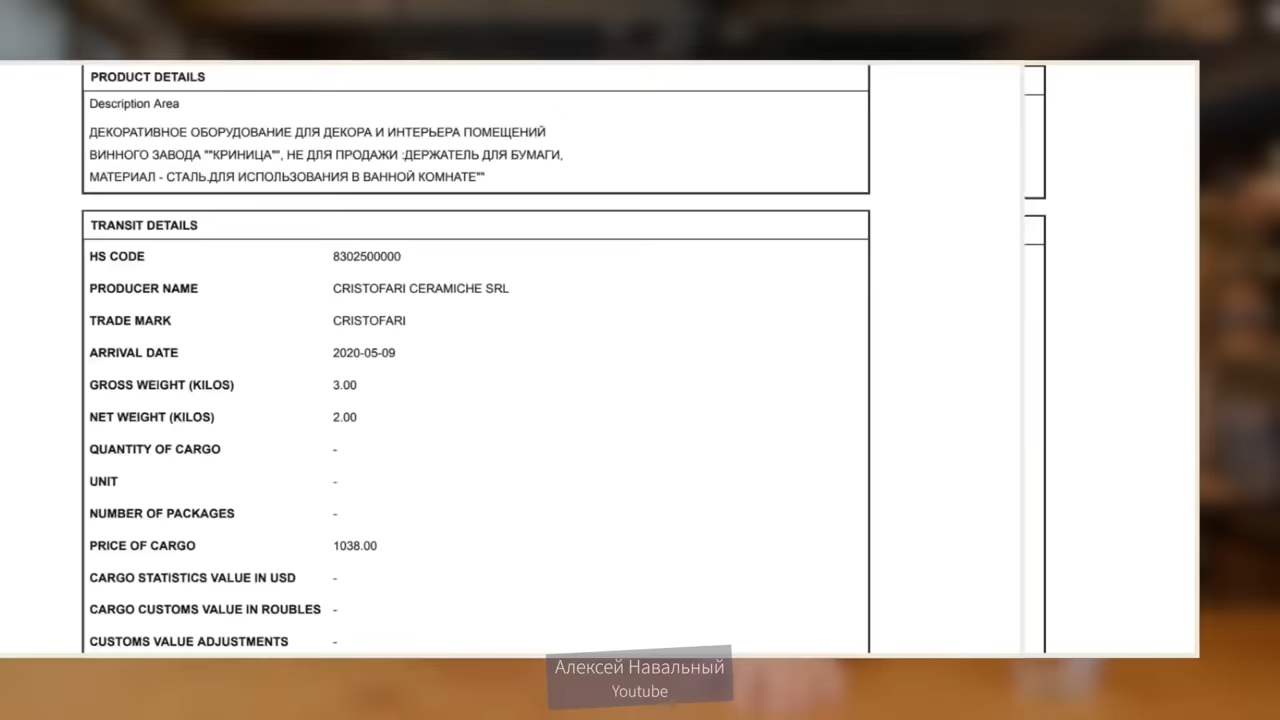 PRODUCT DETAILS
Description Area
ДЕКОРАТИВНОЕ ОБОРУДОВАНИЕ ДЛЯ ДЕКОРА И ИНТЕРЬЕРА ПОМЕЩЕНИЙ
ВИННОГО ЗАВОДА ""КРИНИЦА"", НЕ ДЛЯ ПРОДАЖИ :ДЕРЖАТЕЛЬ ДЛЯ БУМАГИ,
МАТЕРИАЛ - СТАЛЬ.ДЛЯ ИСПОЛЬЗОВАНИЯ В ВАННОЙ КОМНАТЕ""
TRANSIT DETAILS
HS CODE 8302500000
PRODUCER NAME CRISTOFARI CERAMICHE SRL
TRADE MARK CRISTOFARI
ARRIVAL DATE 2020-05-09
GROSS WEIGHT (KILOS) 3.00
NET WEIGHT (KILOS) 2.00
QUANTITY OF CARGO -
UNIT -
NUMBER OF PACKAGES -
PRICE OF CARGO 1038.00
CARGO STATISTICS VALUE IN USD -
CARGO CUSTOMS VALUE IN ROUBLES -
CUSTOMS VALUE ADJUSTMENTS -
Алексей Навальный
Youtube